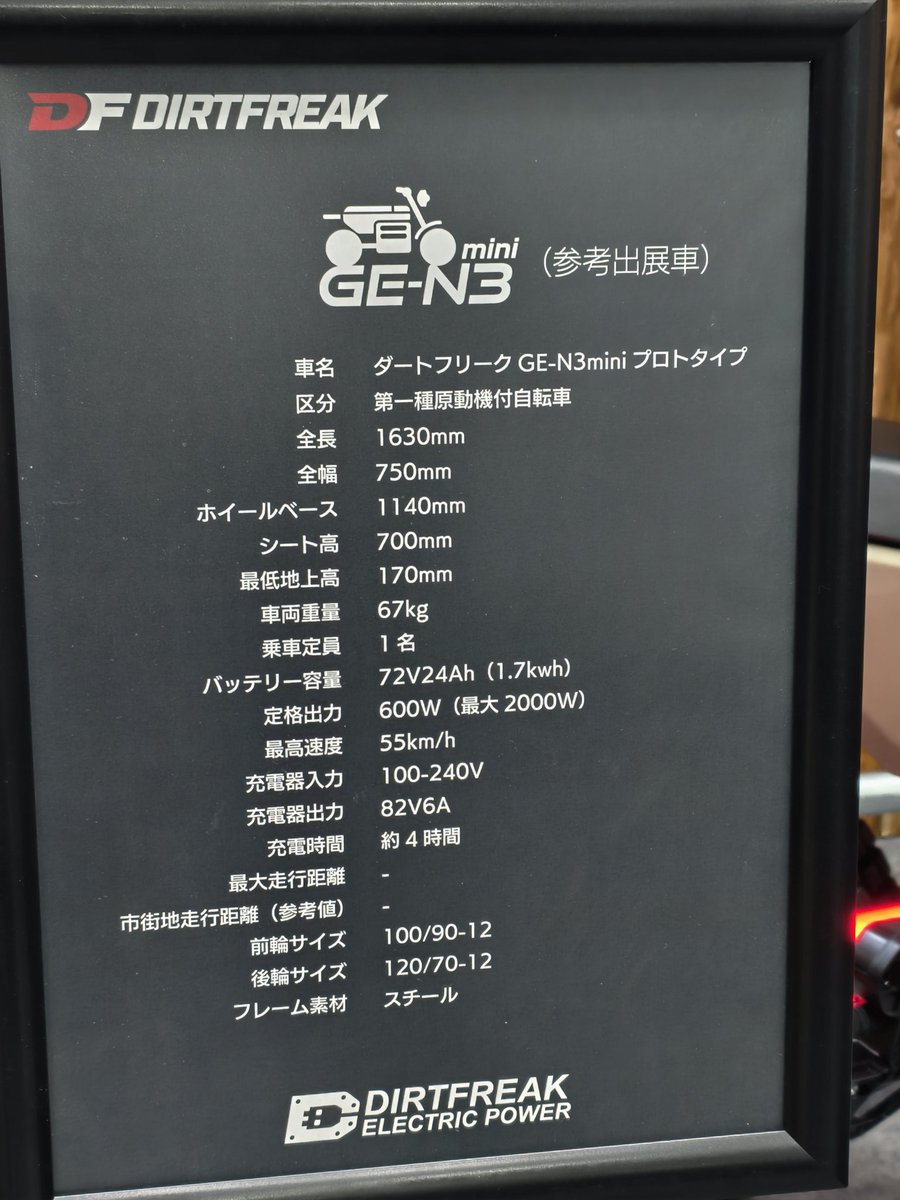 DF DIRTFREAK
mini
GE-N3 （参考出展車）
車名 ダートフリーク GE-N3mini プロトタイプ
区分 第一種原動機付自転車
全長 1630mm
全幅 750mm
ホイールベース 1140mm
シート高 700mm
最低地上高 170mm
車両重量 67kg
乗車定員 1 名
バッテリー容量 72V24Ah（1.7kwh）
定格出力 600W（最大 2000W）
最高速度 55km/h
充電器入力 100-240V
充電器出力 82V6A
充電時間 約 4 時間
最大走行距離 -
市街地走行距離（参考値） -
前輪サイズ 100/90-12
後輪サイズ 120/70-12
フレーム素材 スチール
DIRTFREAK
ELECTRIC POWER